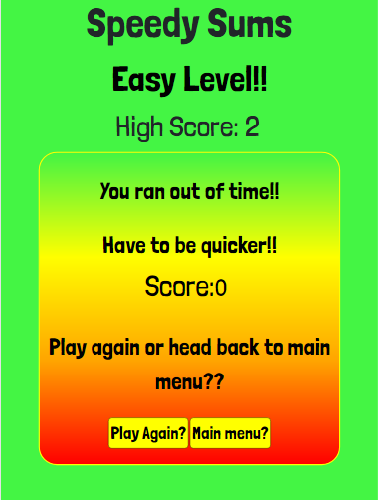 Speedy Sums
Easy Level!!
High Score: 2
You ran out of time!!
Have to be quicker!!
Score:0
Play again or head back to main
menu??
Play Again? Main menu?